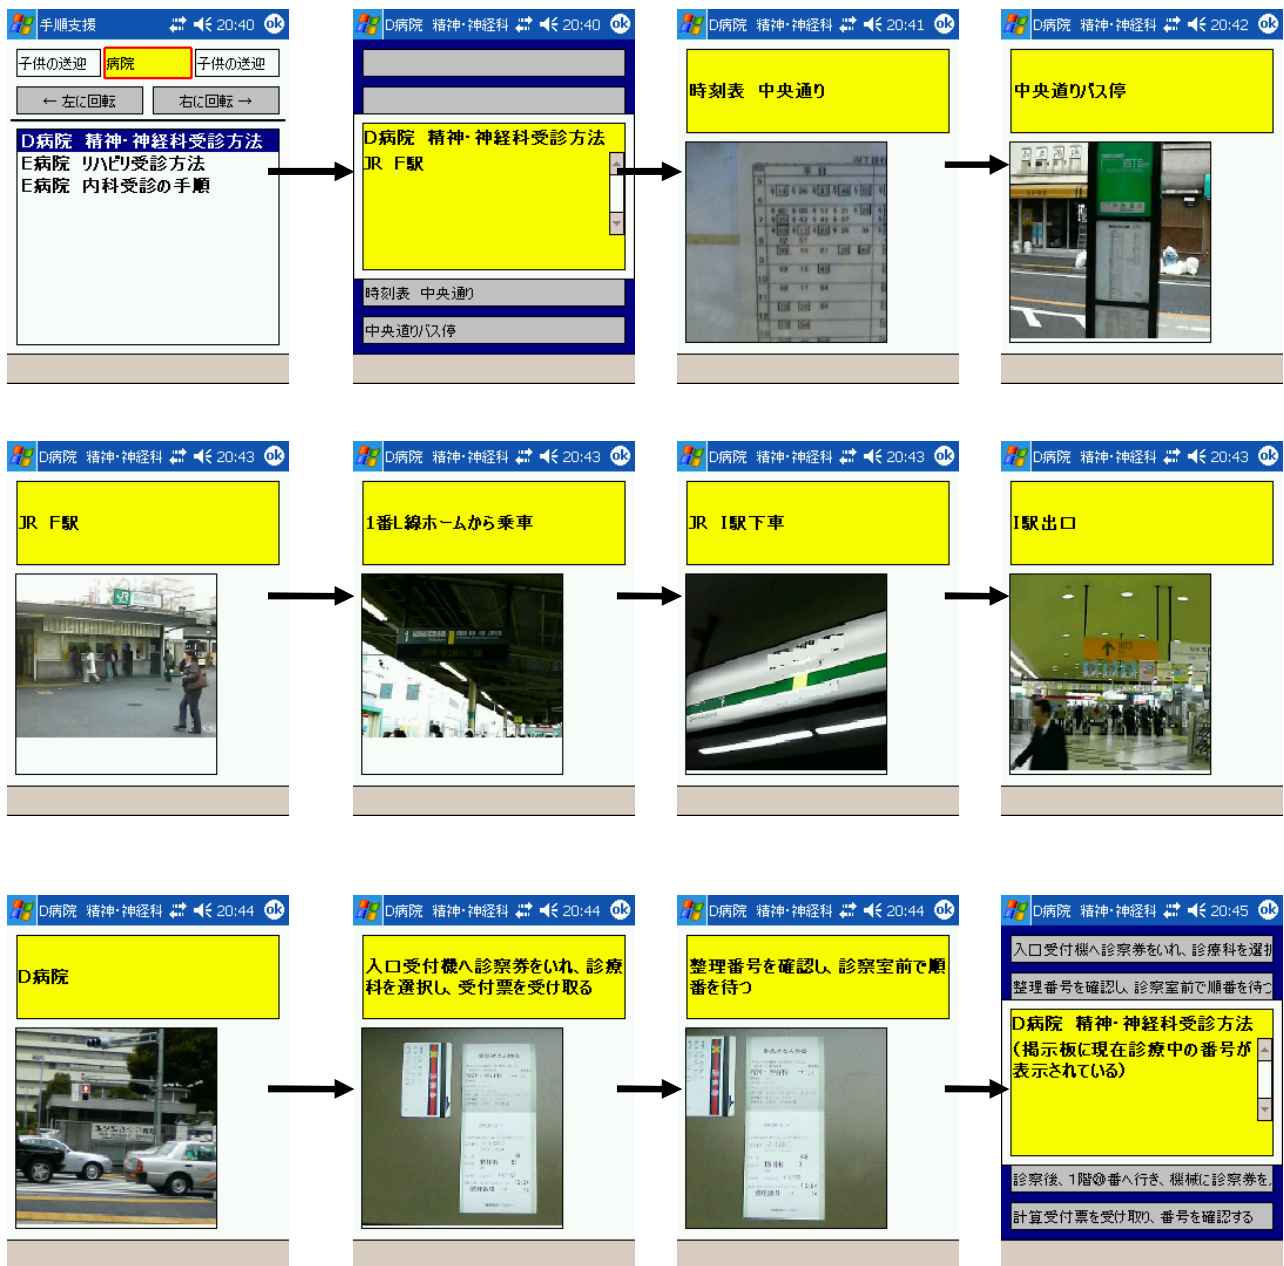 手順支援 20:40 ok
子供の送迎 病院 子供の送迎
← 左に回転 右に回転 →
D病院 精神・神経科受診方法
E病院 リハビリ受診方法
E病院 内科受診の手順
D病院 精神・神経科 20:40 ok
D病院 精神・神経科受診方法
JR F駅
時刻表 中央通り
中央道りバス停
D病院 精神・神経科 20:41 ok
時刻表 中央通り
D病院 精神・神経科 20:42 ok
中央道りバス停
D病院 精神・神経科 20:43 ok
JR F駅
D病院 精神・神経科 20:43 ok
1番L線ホームから乗車
D病院 精神・神経科 20:43 ok
JR I駅下車
D病院 精神・神経科 20:43 ok
I駅出口
D病院 精神・神経科 20:44 ok
D病院
D病院 精神・神経科 20:44 ok
入口受付機へ診察券をいれ、診療
科を選択し、受付票を受け取る
D病院 精神・神経科 20:44 ok
整理番号を確認し、診察室前で順
番を待つ
D病院 精神・神経科 20:45 ok
入口受付機へ診察券をいれ、診療科を選択
整理番号を確認し、診察室前で順番を待つ
D病院 精神・神経科受診方法
(掲示板に現在診療中の番号が
表示されている)
診察後、1階 番へ行き、機械に診察券を
計算受付票を受け取り、番号を確認する